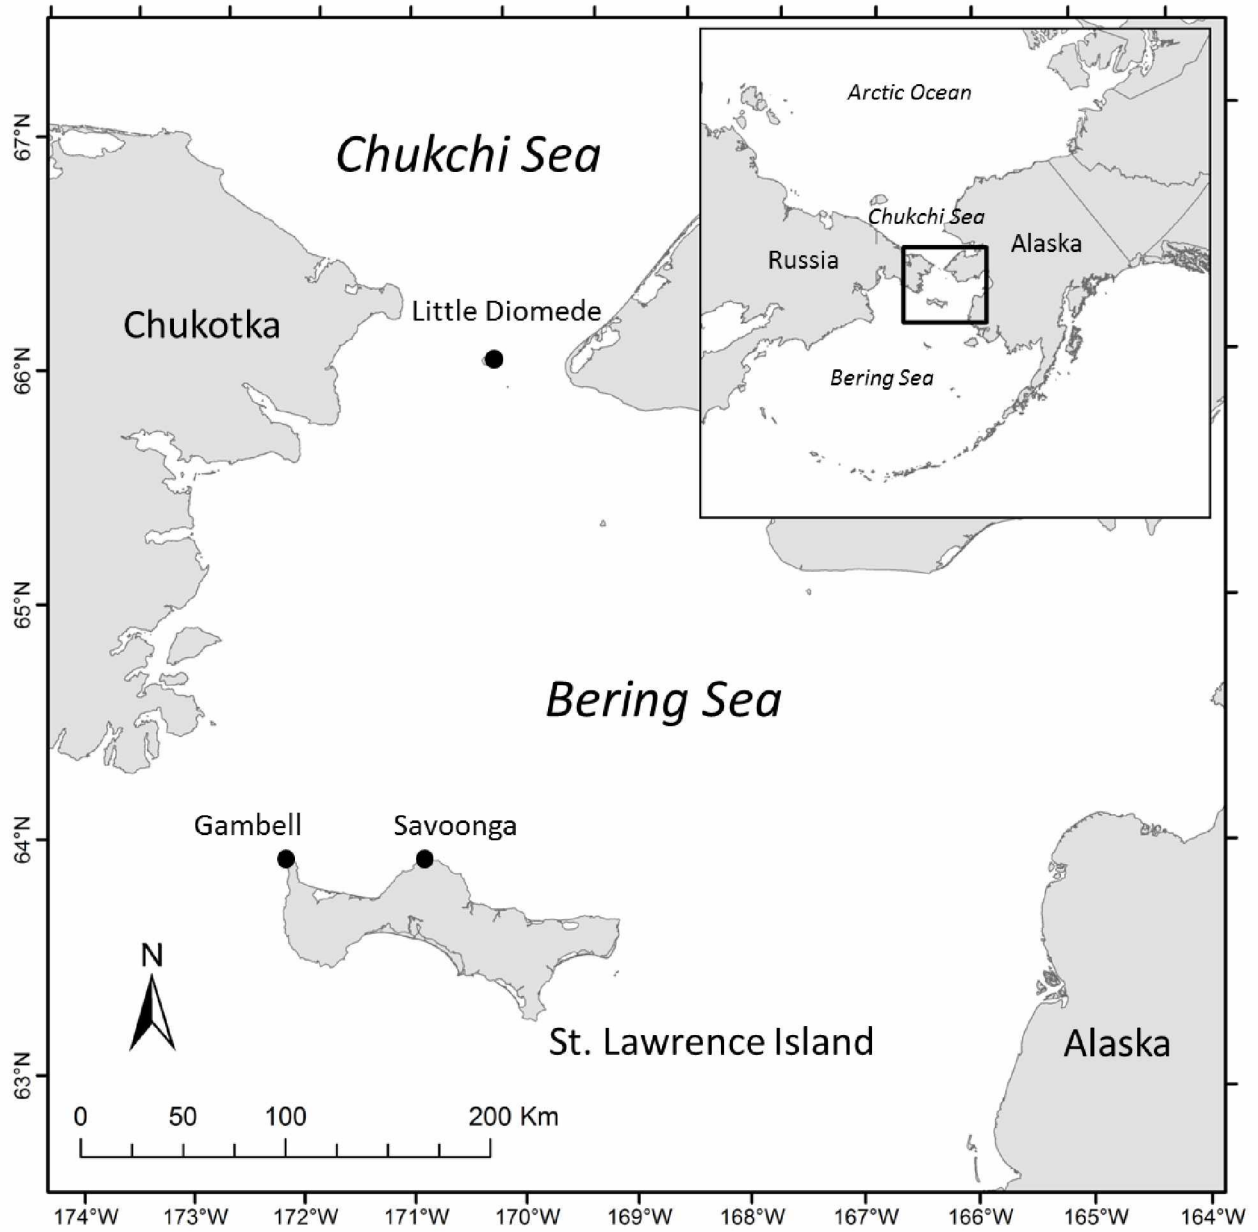 Arctic Ocean
67°N
Chukchi Sea
Chukchi Sea
Russia
Alaska
Little Diomede
Chukotka
66°N
Bering Sea
65°N
Bering Sea
Gambell
Savoonga
64°N
N
St. Lawrence Island
Alaska
63°N
0 50 100 200 Km
174°W 173°W 172°W 171°W 170°W 169°W 168°W 167°W 166°W 165°W 164°W